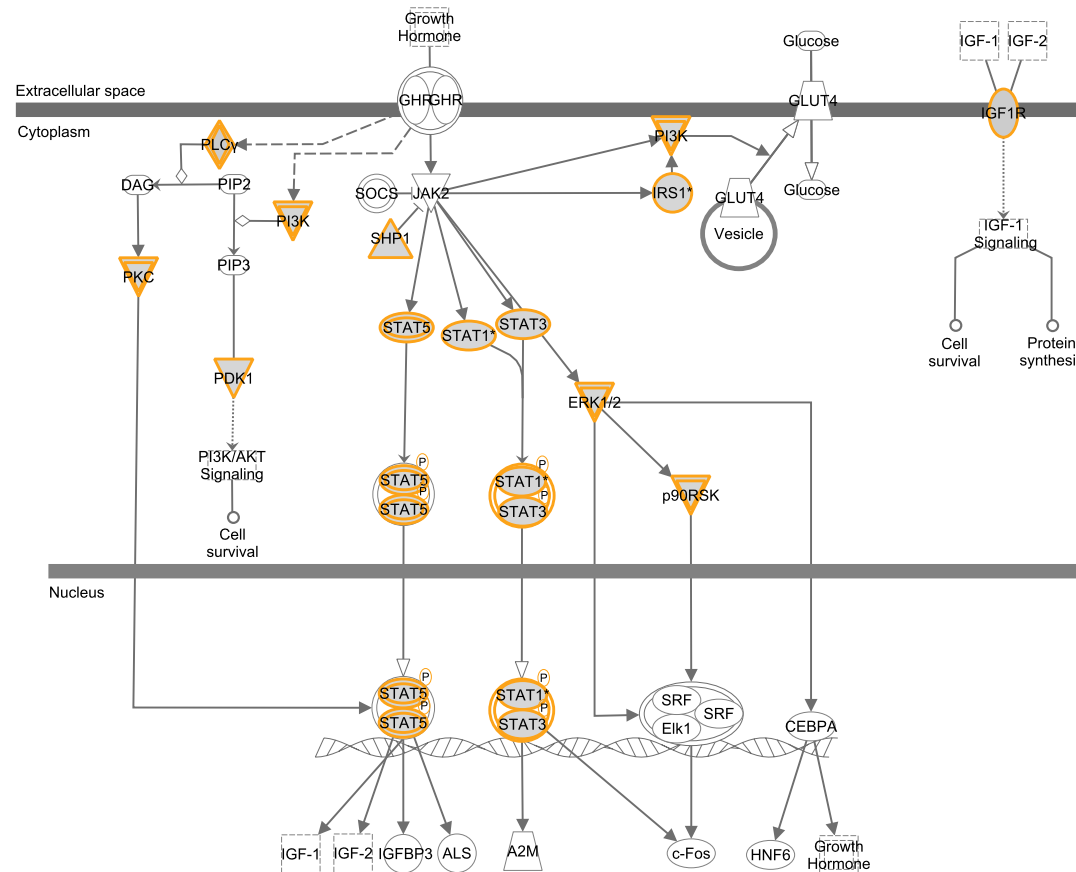 Growth
Hormone
Glucose
IGF-1
IGF-2
Extracellular space
GHR
GHR
GLUT4
IGF1R
Cytoplasm
PLCγ
PI3K
DAG
PIP2
SOCS
JAK2
IRS1*
GLUT4
Glucose
PI3K
SHP1
Vesicle
IGF-1
Signaling
PKC
PIP3
STAT5
STAT1*
STAT3
Cell
survival
Protein
synthesi
PDK1
ERK1/2
PI3K/AKT
Signaling
P
STAT5
P
STAT5
P
STAT1*
P
STAT3
p90RSK
Cell
survival
Nucleus
P
STAT5
P
STAT5
P
STAT1*
P
STAT3
SRF
SRF
Elk1
CEBPA
IGF-1
IGF-2
IGFBP3
ALS
A2M
c-Fos
HNF6
Growth
Hormone